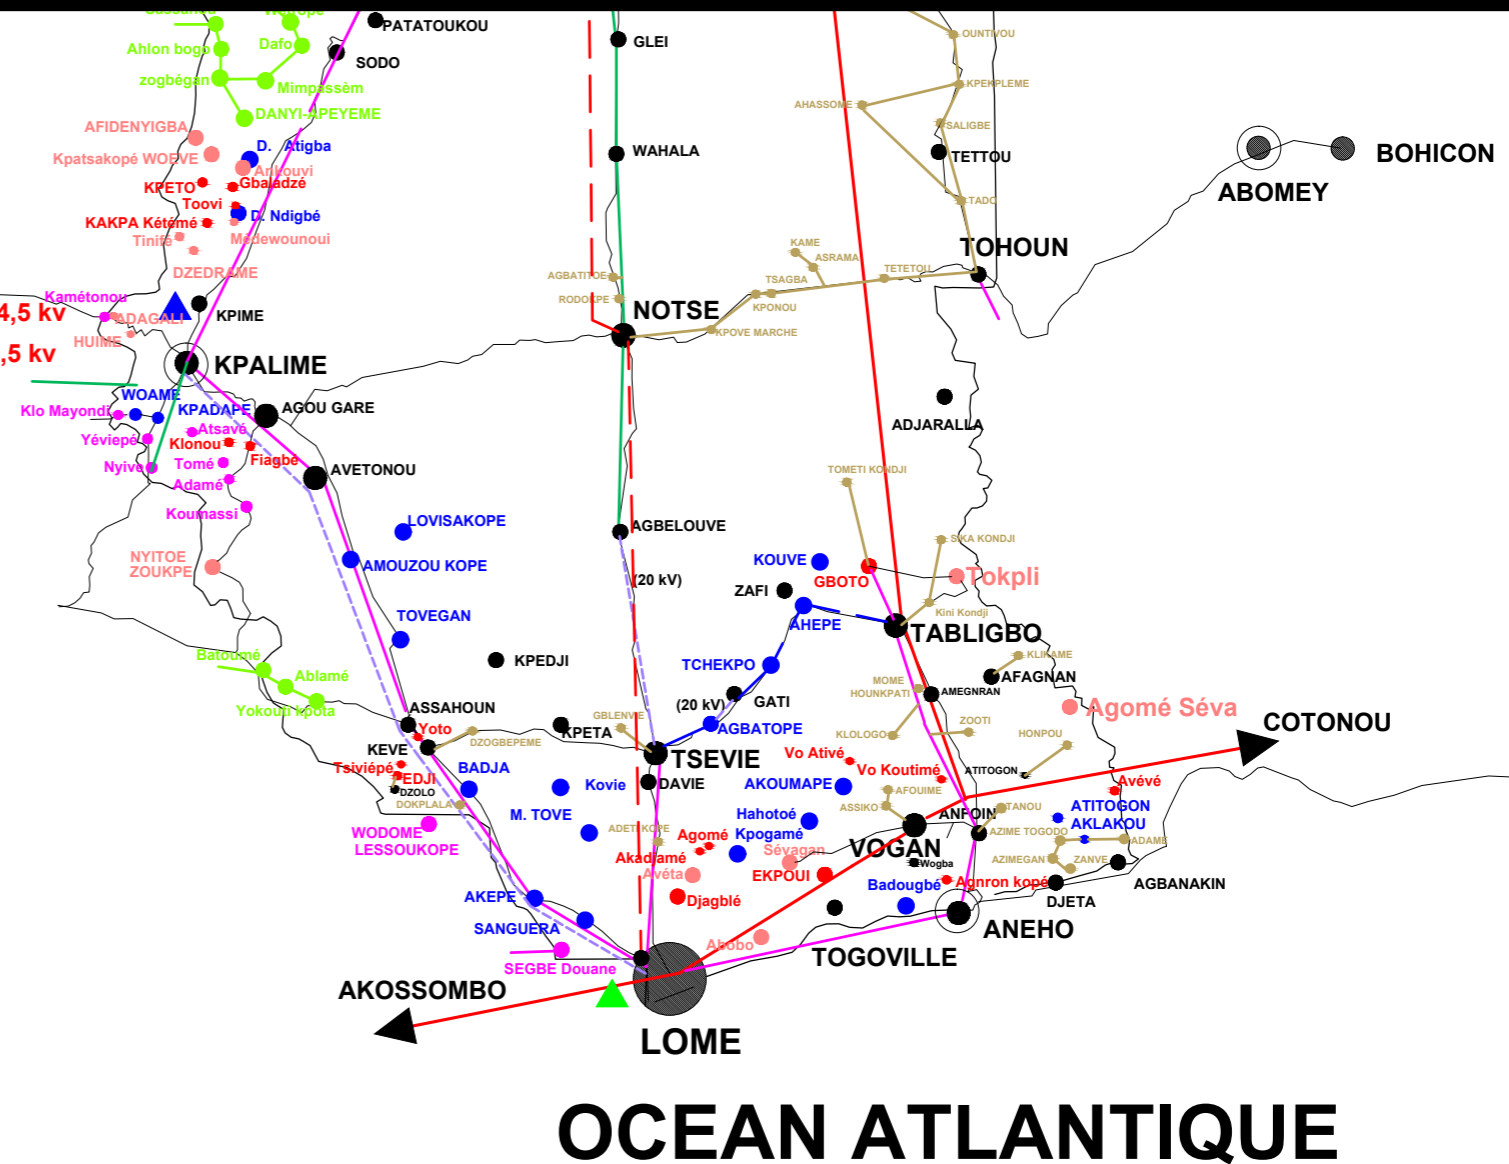 PATATOUKOU
GLEI
SODO
Ahlon bogo
Dafo
zogbégan
Mimpassèm
DANYI-APEYEME
OUNTIVOU
KPEKPLEME
AHASSOME
SALIGBE
TETTOU
TADO
TOHOUN
BOHICON
ABOMEY
WAHALA
AFIDENYIGBA
Kpatsakopé WOEVE
D. Atigba
Ankouvi
KPETO
Gbaladzé
Toovi
D. Ndigbé
KAKPA Kétémé
Tinité
Médewounoui
DZEDRAME
Kamétonou
4,5 kv
ADAGALI
KPIME
HUIME
,5 kv
KPALIME
KAME
ASRAMA
TETETOU
TSAGBA
KPONOU
AGBATITOE
RODOKPE
NOTSE
KPOVE MARCHE
WOAME
Klo Mayondi
KPADAPE
AGOU GARE
Atsavé
Yéviepé
Klonou
Fiagbé
Nyive
Tomé
Adamé
AVETONOU
Koumassi
ADJARALLA
TOMETI KONDJI
LOVISAKOPE
AGBELOUVE
NYITOE
ZOUKPE
AMOUZOU KOPE
(20 kV)
KOUVE
GBOTO
ZAFI
SIKA KONDJI
Tokpli
Kini Kondji
AHEPE
TABLIGBO
TOVEGAN
Batoumé
Ablamé
Yokoufi kpota
KPEDJI
TCHEKPO
GATI
(20 kV)
AGBATOPE
MOME
HOUNKPATI
AMEGNRAN
KLIKAME
AFAGNAN
Agomé Séva
COTONOU
ASSAHOUN
Yoto
KEVE
DZOGBEPEME
GBLENVIE
KPETA
TSEVIE
DAVIE
KLOLOGO
ZOOTI
HONPOU
ATITOGON
Avévé
Tsiviépé
EDJI
DZOLO
DOKPLALA
BADJA
Kovie
M. TOVE
Vo Ativé
Vo Koutimé
AKOUMAPE
AFOUIME
ASSIKO
Hahotoé
Kpogamé
ADETIKOPE
Agomé
Akadjamé
Avéta
Sévagan
VOGAN
ANFOIN
TANOU
ATITOGON
AKLAKOU
AZIME TOGODO
ADAME
AZIMEGAN
ZANVE
Wogba
WODOME
LESSOUKOPE
EKPOUI
Badougbé
Agnron kopé
AGBANAKIN
DJETA
AKEPE
Djagblé
SANGUERA
Abobo
TOGOVILLE
ANEHO
SEGBE Douane
AKOSSOMBO
LOME
OCEAN ATLANTIQUE